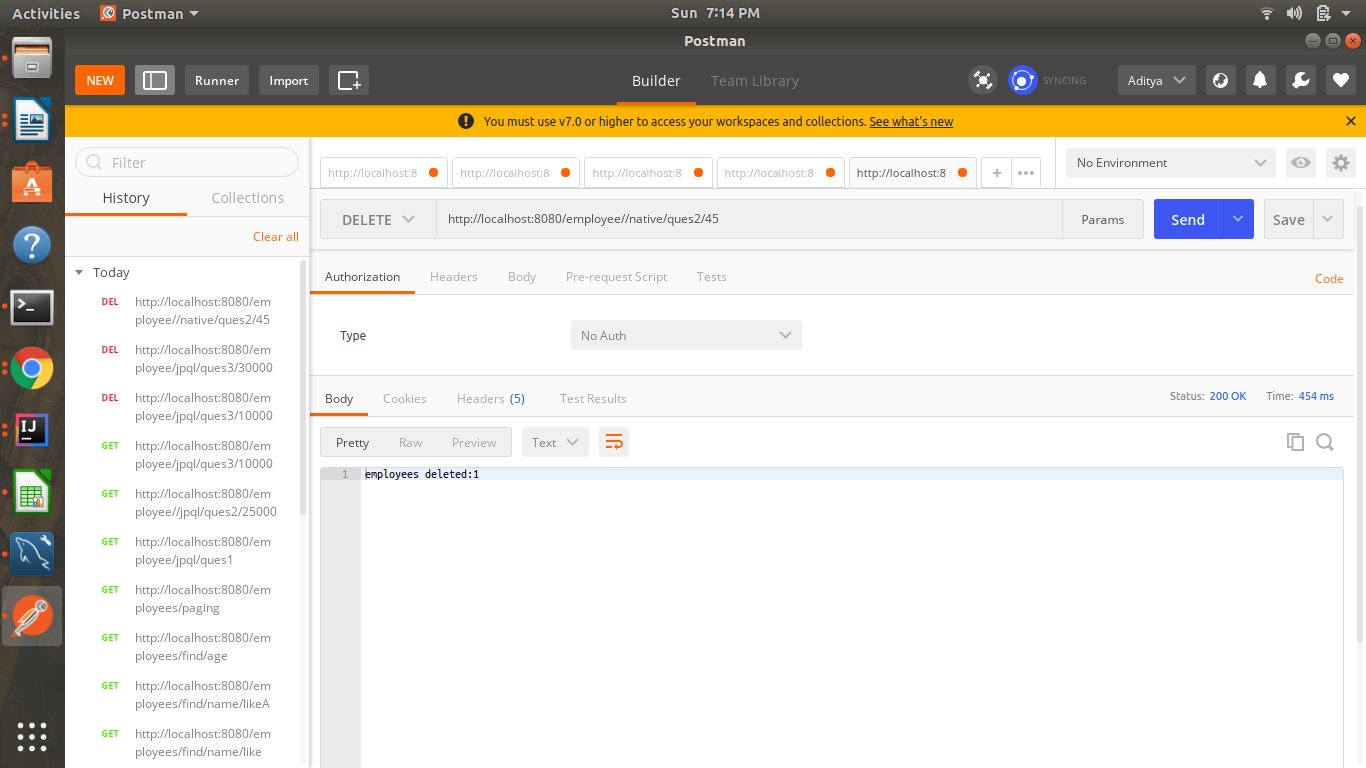 Activities Postman Sun 7:14 PM
Postman
NEW Runner Import Builder Team Library SYNCING Aditya
You must use v7.0 or higher to access your workspaces and collections. See what's new
Filter
History Collections
Clear all
Today
DEL http://localhost:8080/em
ployee//native/ques2/45
DEL http://localhost:8080/em
ployee/jpql/ques3/30000
DEL http://localhost:8080/em
ployee/jpql/ques3/10000
GET http://localhost:8080/em
ployee/jpql/ques3/10000
GET http://localhost:8080/em
ployee//jpql/ques2/25000
GET http://localhost:8080/em
ployee/jpql/ques1
GET http://localhost:8080/em
ployees/paging
GET http://localhost:8080/em
ployees/find/age
GET http://localhost:8080/em
ployees/find/name/likeA
GET http://localhost:8080/em
ployees/find/name/like
http://localhost:8 http://localhost:8 http://localhost:8 http://localhost:8 http://localhost:8 + ••• No Environment
DELETE http://localhost:8080/employee//native/ques2/45 Params Send Save
Authorization Headers Body Pre-request Script Tests Code
Type No Auth
Body Cookies Headers (5) Test Results Status: 200 OK Time: 454 ms
Pretty Raw Preview Text
1 employees deleted:1
IJ